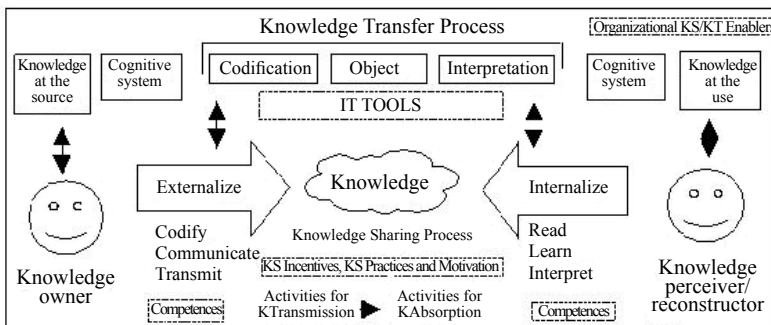 Knowledge Transfer Process
Organizational KS/KT Enablers
Knowledge
at the
source
Cognitive
system
Codification
Object
Interpretation
Cognitive
system
Knowledge
at the
use
IT TOOLS
Externalize
Knowledge
Internalize
Codify
Communicate
Transmit
Knowledge Sharing Process
Read
Learn
Interpret
Knowledge
owner
KS Incentives, KS Practices and Motivation
Knowledge
perceiver/
reconstructor
Competences
Activities for
KTransmission
Activities for
KAbsorption
Competences